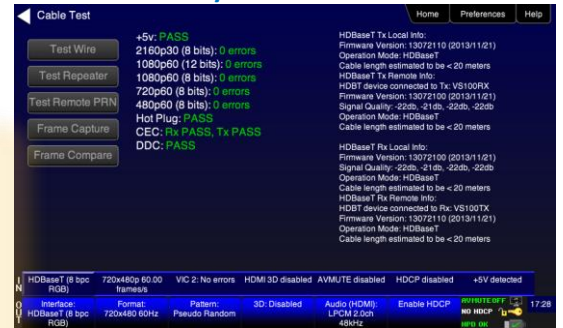 Cable Test
Home
Preferences
Help
Test Wire
Test Repeater
Test Remote PRN
Frame Capture
Frame Compare
+5v: PASS
2160p30 (8 bits): 0 errors
1080p60 (12 bits): 0 errors
1080p60 (8 bits): 0 errors
720p60 (8 bits): 0 errors
480p60 (8 bits): 0 errors
Hot Plug: PASS
CEC: Rx PASS, Tx PASS
DDC: PASS
HDBaseT Tx Local Info:
Firmware Version: 13072110 (2013/11/21)
Operation Mode: HDBaseT
Cable length estimated to be < 20 meters
HDBaseT Tx Remote Info:
HDBT device connected to Tx: VS100RX
Firmware Version: 13072100 (2013/11/21)
Signal Quality: -22db, -21db, -22db, -22db
Operation Mode: HDBaseT
Cable length estimated to be < 20 meters
HDBaseT Rx Local Info:
Firmware Version: 13072100 (2013/11/21)
Signal Quality: -22db, -21db, -22db, -22db
Operation Mode: HDBaseT
Cable length estimated to be < 20 meters
HDBaseT Rx Remote Info:
HDBT device connected to Rx: VS100TX
Firmware Version: 13072110 (2013/11/21)
Operation Mode: HDBaseT
Cable length estimated to be < 20 meters
IN
HDBaseT (8 bpc
RGB)
720x480p 60.00
frames/s
VIC 2: No errors
HDMI 3D disabled
AVMUTE disabled
HDCP disabled
+5V detected
OUT
Interface:
HDBaseT (8 bpc
RGB)
Format:
720x480 60Hz
Pattern:
Pseudo Random
3D: Disabled
Audio (HDMI):
LPCM 2.0ch
48kHz
Enable HDCP
AVMUTE OFF
NO HDCP
HPD OK
17:28